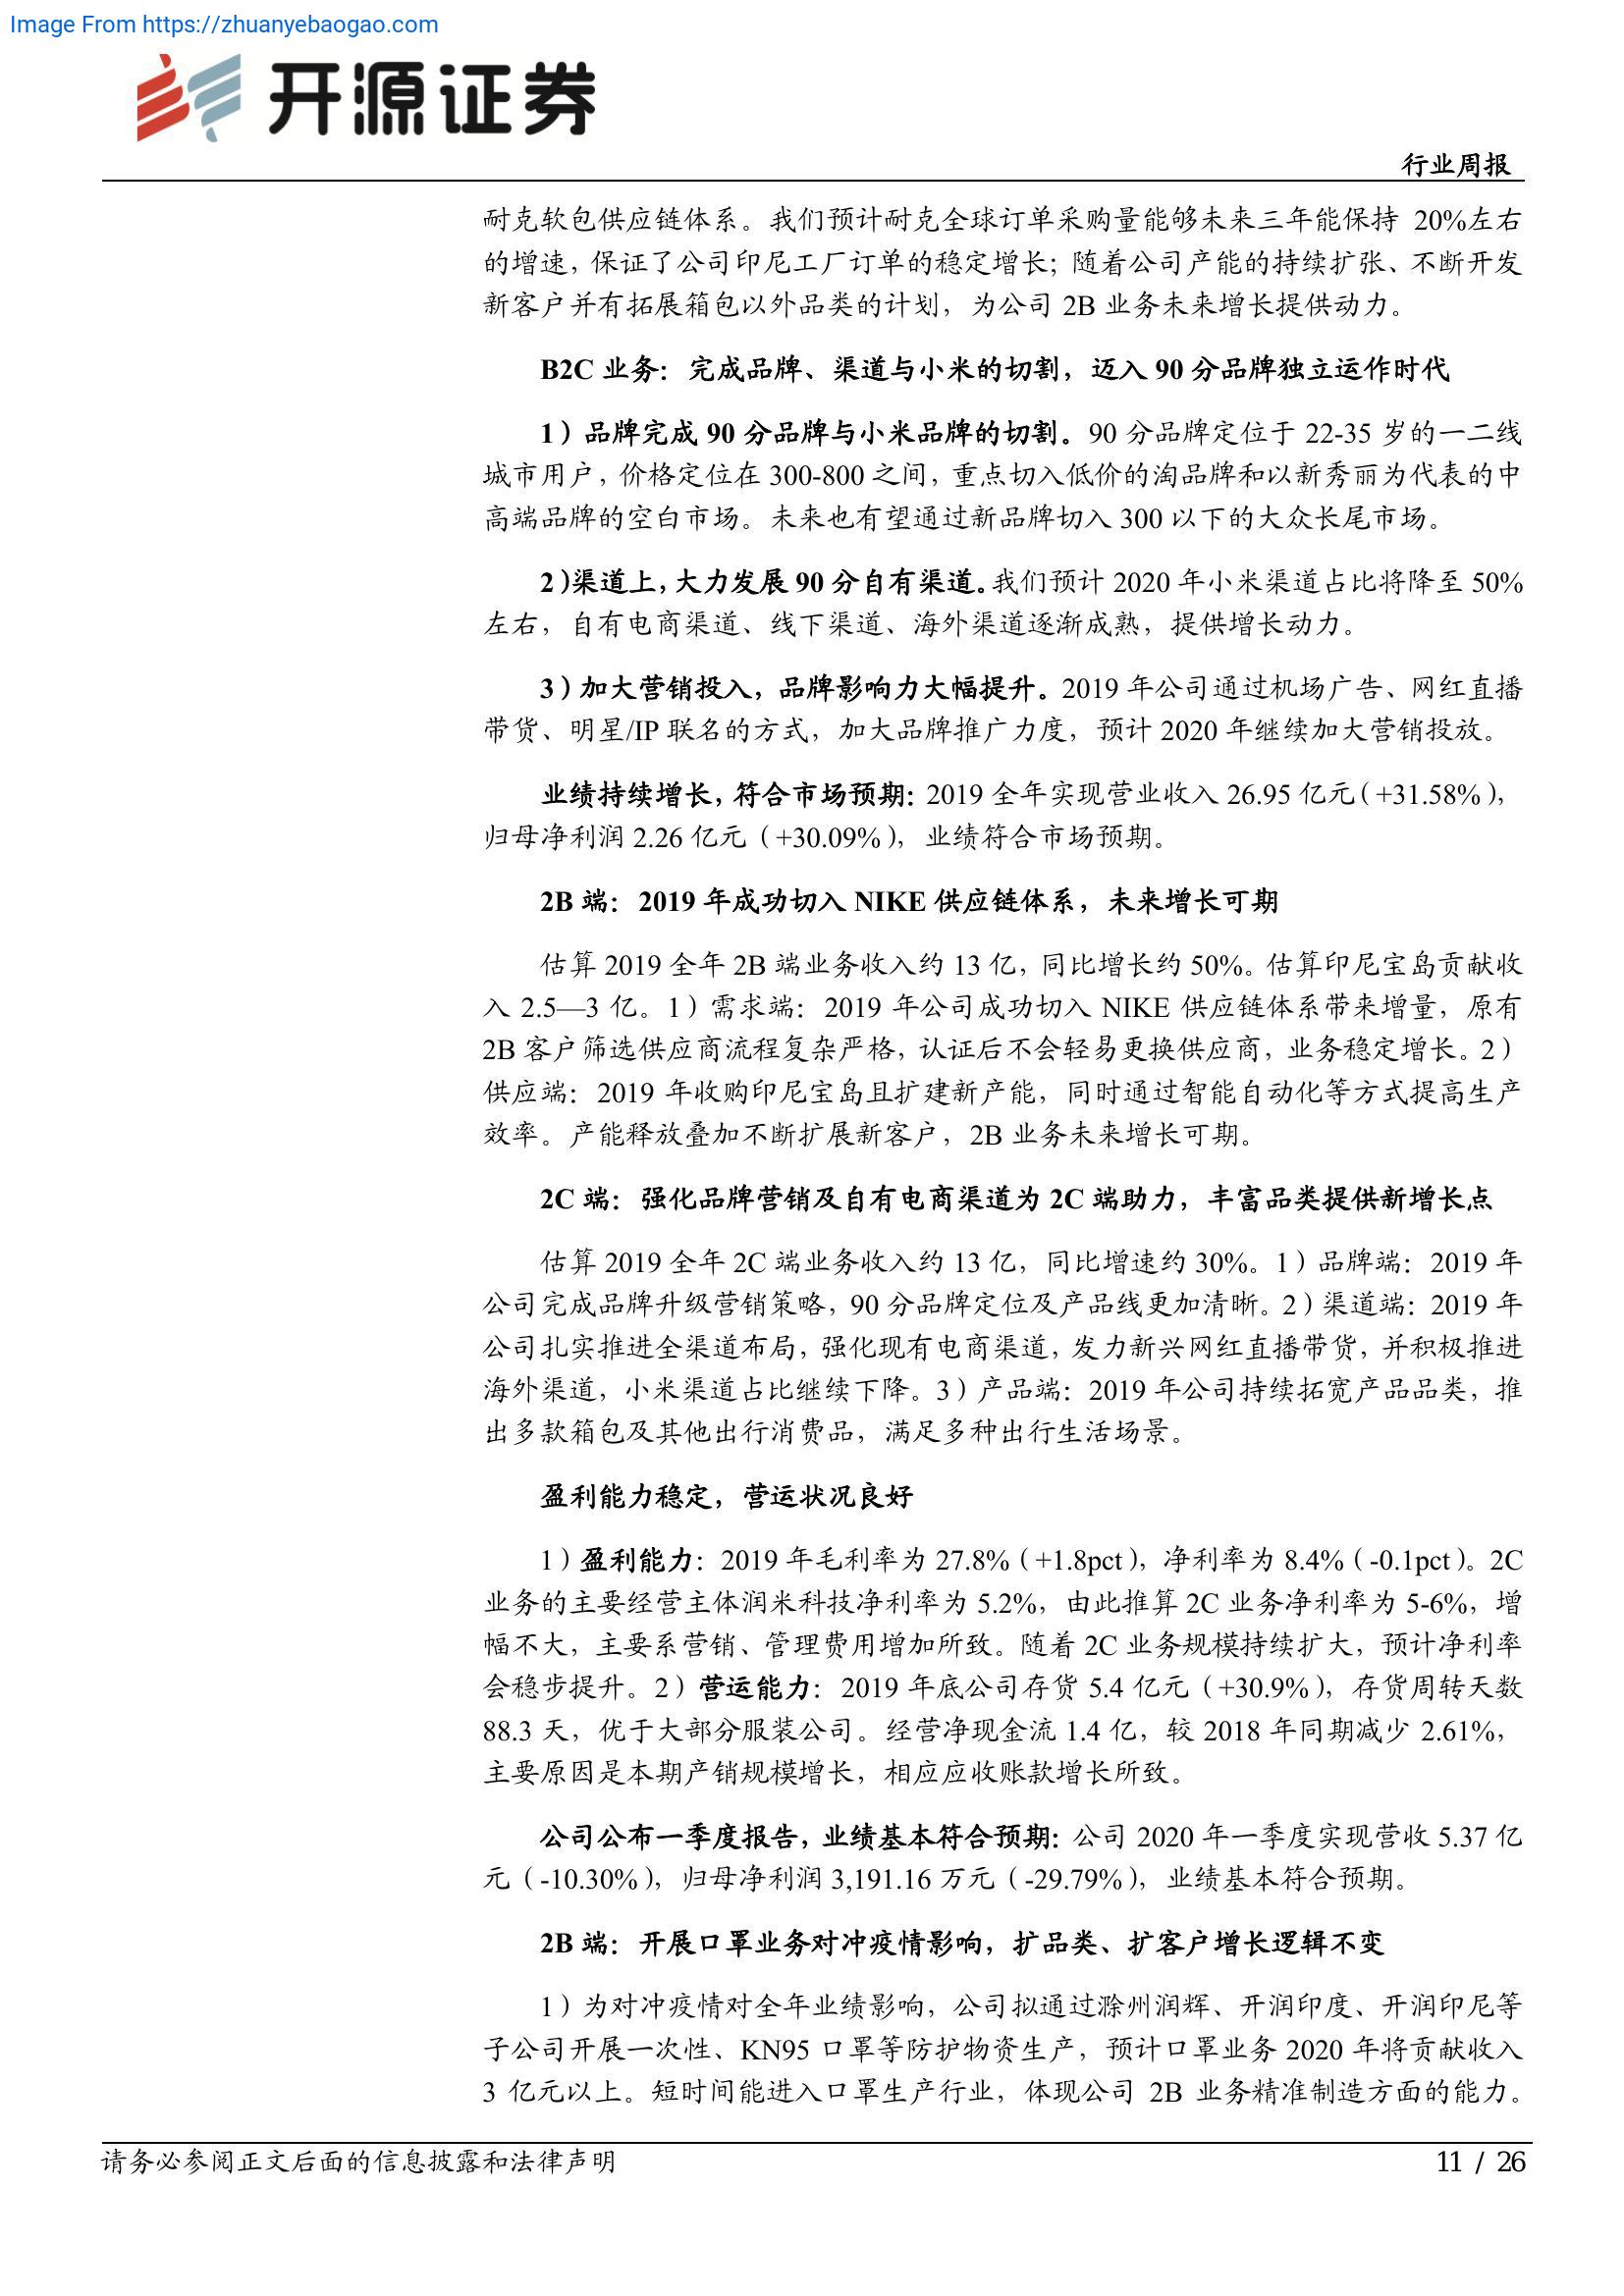 Image From https://zhuanyebaogao.com
开源证券
行业周报
耐克软包供应链体系。我们预计耐克全球订单采购量能够未来三年能保持 20%左右
的增速，保证了公司印尼工厂订单的稳定增长；随着公司产能的持续扩张、不断开发
新客户并有拓展箱包以外品类的计划，为公司 2B 业务未来增长提供动力。
B2C 业务：完成品牌、渠道与小米的切割，迈入 90 分品牌独立运作时代
1）品牌完成 90 分品牌与小米品牌的切割。90 分品牌定位于 22-35 岁的一二线
城市用户，价格定位在 300-800 之间，重点切入低价的淘品牌和以新秀丽为代表的中
高端品牌的空白市场。未来也有望通过新品牌切入 300 以下的大众长尾市场。
2）渠道上，大力发展 90 分自有渠道。我们预计 2020 年小米渠道占比将降至 50%
左右，自有电商渠道、线下渠道、海外渠道逐渐成熟，提供增长动力。
3）加大营销投入，品牌影响力大幅提升。2019 年公司通过机场广告、网红直播
带货、明星/IP 联名的方式，加大品牌推广力度，预计 2020 年继续加大营销投放。
业绩持续增长，符合市场预期：2019 全年实现营业收入 26.95 亿元（+31.58%），
归母净利润 2.26 亿元（+30.09%），业绩符合市场预期。
2B 端：2019 年成功切入 NIKE 供应链体系，未来增长可期
估算 2019 全年 2B 端业务收入约 13 亿，同比增长约 50%。估算印尼宝岛贡献收
入 2.5—3 亿。1）需求端：2019 年公司成功切入 NIKE 供应链体系带来增量，原有
2B 客户筛选供应商流程复杂严格，认证后不会轻易更换供应商，业务稳定增长。2）
供应端：2019 年收购印尼宝岛且扩建新产能，同时通过智能自动化等方式提高生产
效率。产能释放叠加不断扩展新客户，2B 业务未来增长可期。
2C 端：强化品牌营销及自有电商渠道为 2C 端助力，丰富品类提供新增长点
估算 2019 全年 2C 端业务收入约 13 亿，同比增速约 30%。1）品牌端：2019 年
公司完成品牌升级营销策略，90 分品牌定位及产品线更加清晰。2）渠道端：2019 年
公司扎实推进全渠道布局，强化现有电商渠道，发力新兴网红直播带货，并积极推进
海外渠道，小米渠道占比继续下降。3）产品端：2019 年公司持续拓宽产品品类，推
出多款箱包及其他出行消费品，满足多种出行生活场景。
盈利能力稳定，营运状况良好
1）盈利能力：2019 年毛利率为 27.8%（+1.8pct），净利率为 8.4%（-0.1pct）。2C
业务的主要经营主体润米科技净利率为 5.2%，由此推算 2C 业务净利率为 5-6%，增
幅不大，主要系营销、管理费用增加所致。随着 2C 业务规模持续扩大，预计净利率
会稳步提升。2）营运能力：2019 年底公司存货 5.4 亿元（+30.9%），存货周转天数
88.3 天，优于大部分服装公司。经营净现金流 1.4 亿，较 2018 年同期减少 2.61%，
主要原因是本期产销规模增长，相应应收账款增长所致。
公司公布一季度报告，业绩基本符合预期：公司 2020 年一季度实现营收 5.37 亿
元（-10.30%），归母净利润 3,191.16 万元（-29.79%），业绩基本符合预期。
2B 端：开展口罩业务对冲疫情影响，扩品类、扩客户增长逻辑不变
1）为对冲疫情对全年业绩影响，公司拟通过滁州润辉、开润印度、开润印尼等
子公司开展一次性、KN95 口罩等防护物资生产，预计口罩业务 2020 年将贡献收入
3 亿元以上。短时间能进入口罩生产行业，体现公司 2B 业务精准制造方面的能力。
请务必参阅正文后面的信息披露和法律声明
11 / 26